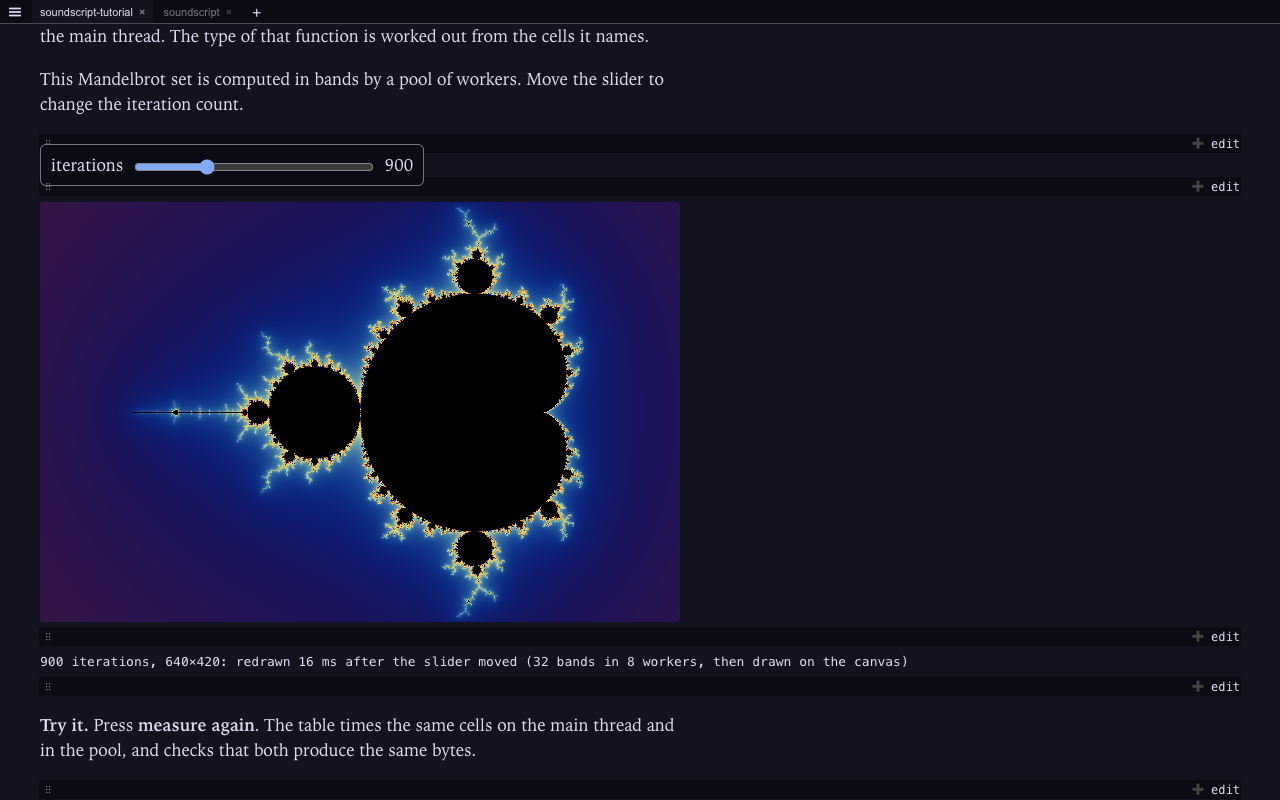 soundscript-tutorial × soundscript × +
the main thread. The type of that function is worked out from the cells it names.
This Mandelbrot set is computed in bands by a pool of workers. Move the slider to
change the iteration count.
+ edit
iterations 900
+ edit
+ edit
900 iterations, 640×420: redrawn 16 ms after the slider moved (32 bands in 8 workers, then drawn on the canvas)
+ edit
Try it. Press measure again. The table times the same cells on the main thread and
in the pool, and checks that both produce the same bytes.
+ edit